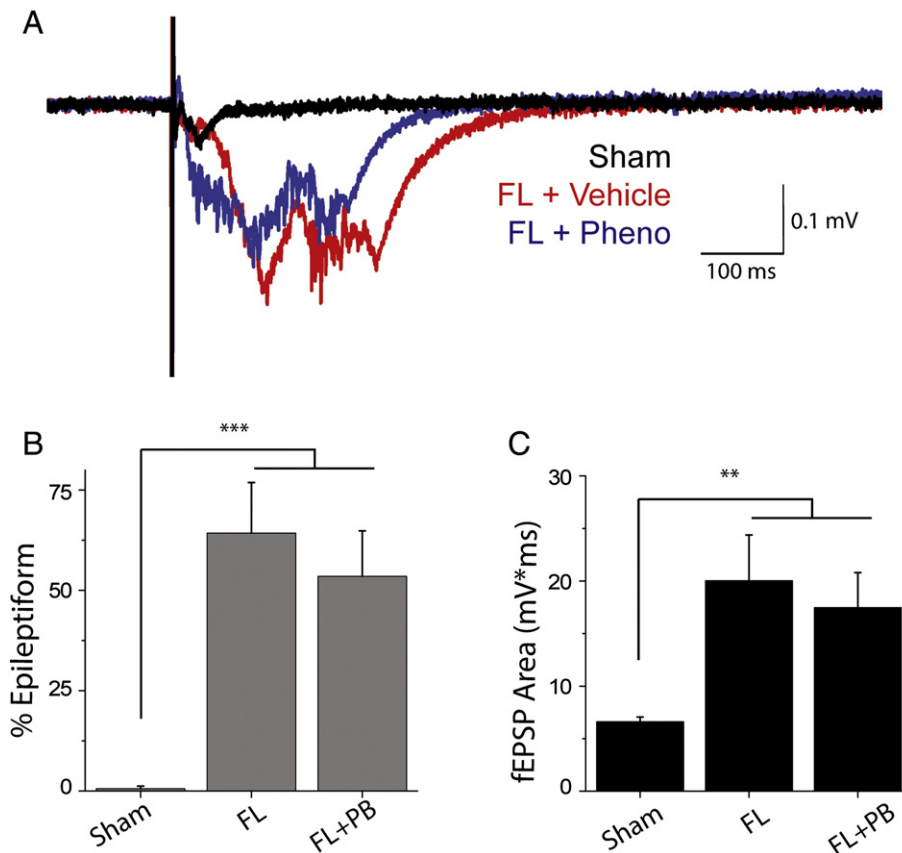 A
Sham
FL + Vehicle
FL + Pheno
0.1 mV
100 ms
B
***
% Epileptiform
75
50
25
0
Sham
FL
FL+PB
C
**
fEPSP Area (mV*ms)
30
20
10
0
Sham
FL
FL+PB